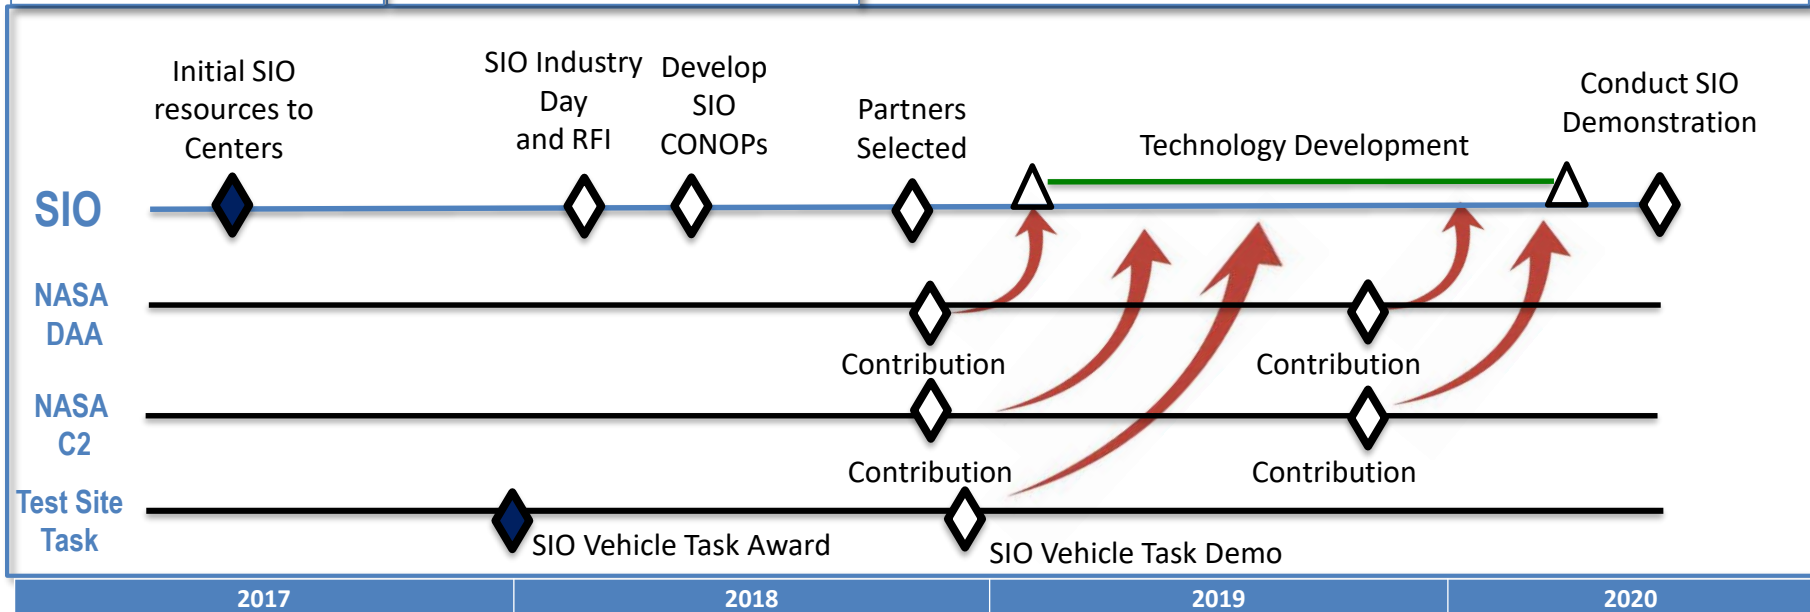 Initial SIO
resources to
Centers
SIO Industry
Day
and RFI
Develop
SIO
CONOPs
Partners
Selected
Technology Development
Conduct SIO
Demonstration
SIO
NASA
DAA
Contribution
Contribution
NASA
C2
Contribution
Contribution
Test Site
Task
SIO Vehicle Task Award
SIO Vehicle Task Demo
2017
2018
2019
2020